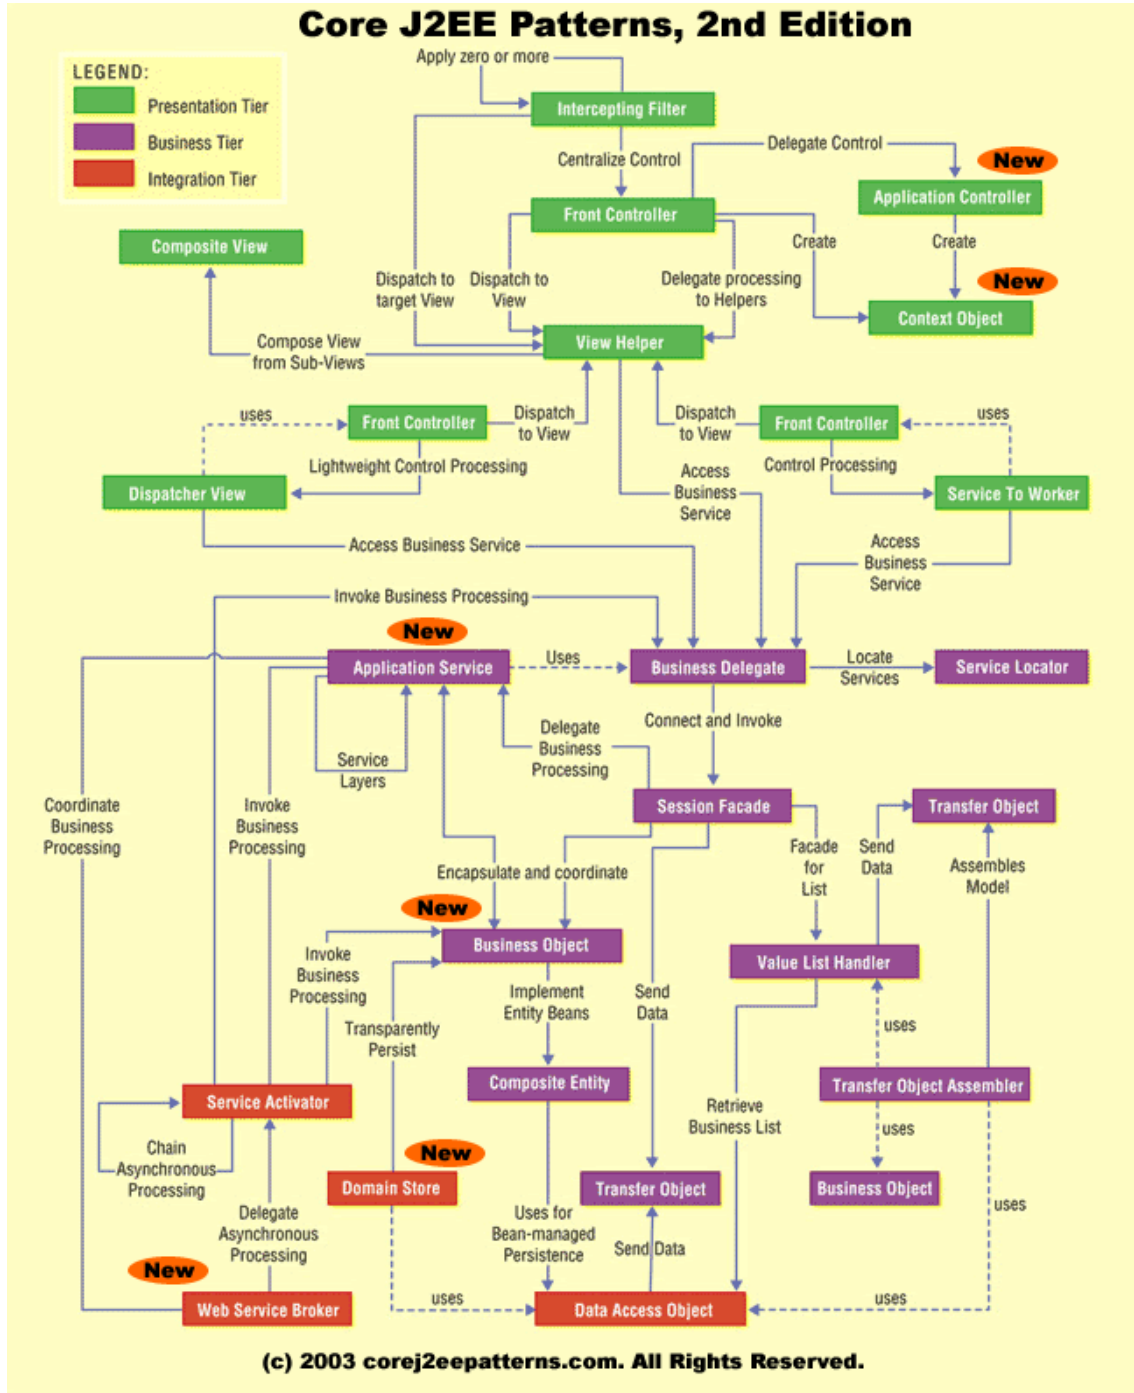 Core J2EE Patterns, 2nd Edition
LEGEND:
Presentation Tier
Business Tier
Integration Tier
Apply zero or more
Intercepting Filter
Centralize Control
Delegate Control
New
Application Controller
Front Controller
Composite View
Create
Create
Dispatch to
target View
Dispatch to
View
Delegate processing
to Helpers
New
Context Object
View Helper
Compose View
from Sub-Views
uses
Front Controller
Dispatch
to View
Dispatch
to View
Front Controller
uses
Lightweight Control Processing
Access
Business
Service
Control Processing
Dispatcher View
Service To Worker
Access Business Service
Access
Business
Service
Invoke Business Processing
New
Application Service
Uses
Business Delegate
Locate
Services
Service Locator
Connect and Invoke
Delegate
Business
Processing
Service
Layers
Coordinate
Business
Processing
Invoke
Business
Processing
Session Facade
Transfer Object
Facade
for
List
Send
Data
Assembles
Model
Encapsulate and coordinate
New
Business Object
Value List Handler
Invoke
Business
Processing
Implement
Entity Beans
Send
Data
uses
Transparently
Persist
Composite Entity
Transfer Object Assembler
Service Activator
Retrieve
Business List
uses
Chain
Asynchronous
Processing
New
Domain Store
Transfer Object
Business Object
uses
Delegate
Asynchronous
Processing
Uses for
Bean-managed
Persistence
Send Data
New
Web Service Broker
uses
Data Access Object
uses
(c) 2003 corej2eepatterns.com. All Rights Reserved.